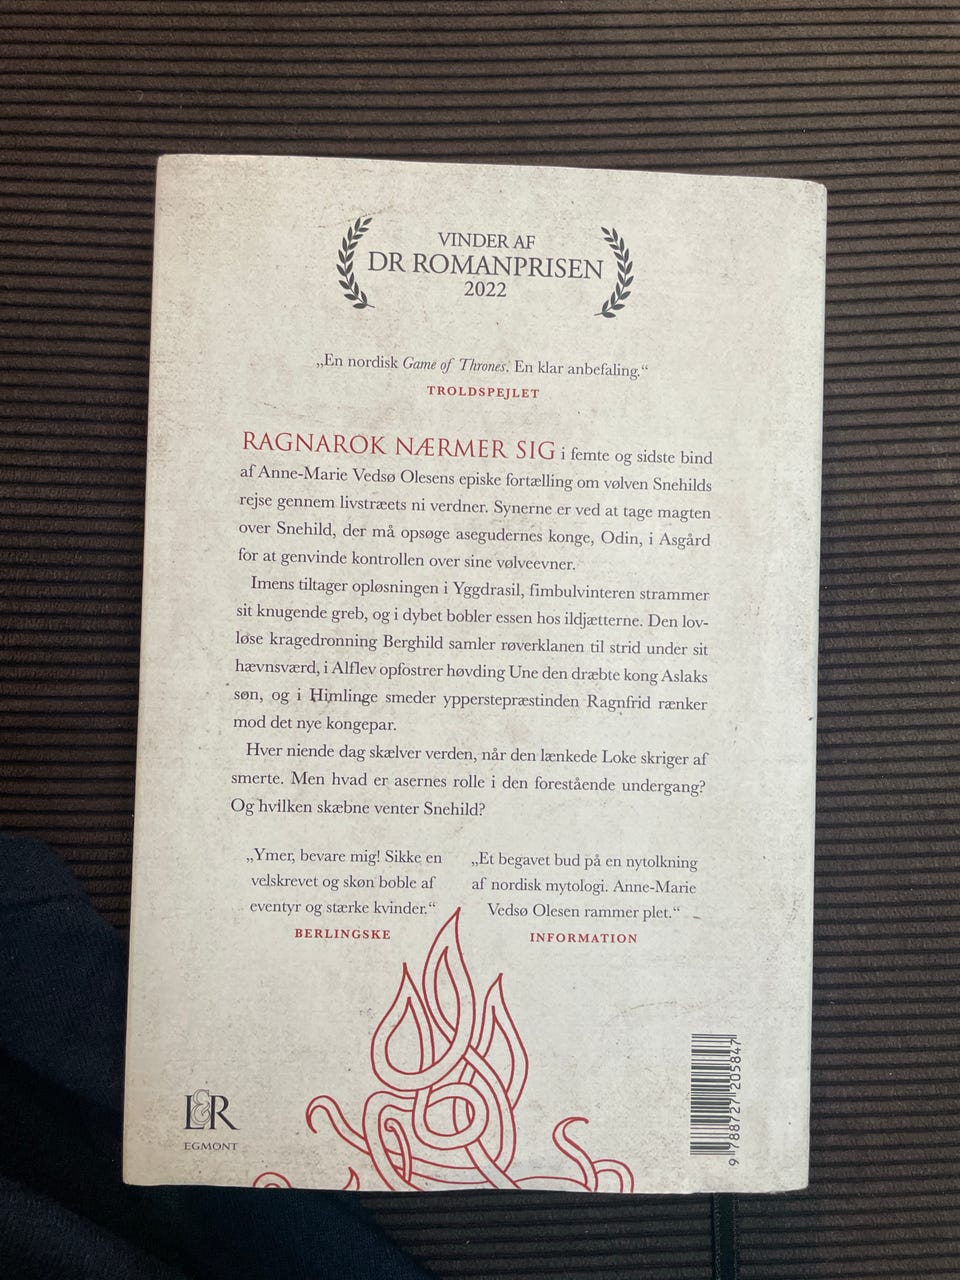 VINDER AF
DR ROMANPRISEN
2022
„En nordisk Game of Thrones. En klar anbefaling.“
TROLDSPEJLET
RAGNAROK NÆRMER SIG i femte og sidste bind
af Anne-Marie Vedsø Olesens episke fortælling om vølven Snehilds
rejse gennem livstræets ni verdner. Synerne er ved at tage magten
over Snehild, der må opsøge asegudernes konge, Odin, i Asgård
for at genvinde kontrollen over sine vølveevner.
Imens tiltager opløsningen i Yggdrasil, fimbulvinteren strammer
sit knugende greb, og i dybet bobler essen hos ildjætterne. Den lov-
løse kragedronning Berghild samler røverklanen til strid under sit
hævnsværd, i Alflev opfostrer høvding Une den dræbte kong Aslaks
søn, og i Himlinge smeder ypperstepræstinden Ragnfrid rænker
mod det nye kongepar.
Hver niende dag skælver verden, når den lænkede Loke skriger af
smerte. Men hvad er asernes rolle i den forestående undergang?
Og hvilken skæbne venter Snehild?
„Ymer, bevare mig! Sikke en
velskrevet og skøn boble af
eventyr og stærke kvinder.“
BERLINGSKE
„Et begavet bud på en nytolkning
af nordisk mytologi. Anne-Marie
Vedsø Olesen rammer plet.“
INFORMATION
L&R
EGMONT
9 788727 205847